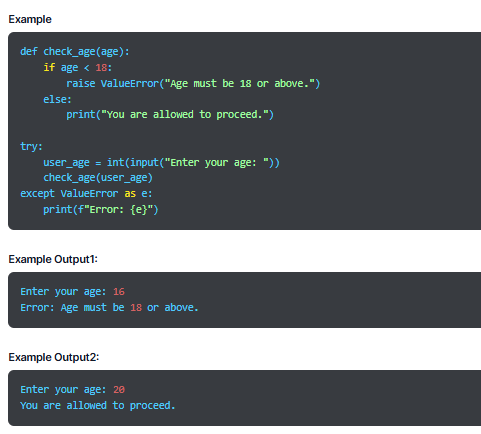 Example
def check_age(age):
    if age < 18:
        raise ValueError("Age must be 18 or above.")
    else:
        print("You are allowed to proceed.")

try:
    user_age = int(input("Enter your age: "))
    check_age(user_age)
except ValueError as e:
    print(f"Error: {e}")
Example Output1:
Enter your age: 16
Error: Age must be 18 or above.
Example Output2:
Enter your age: 20
You are allowed to proceed.